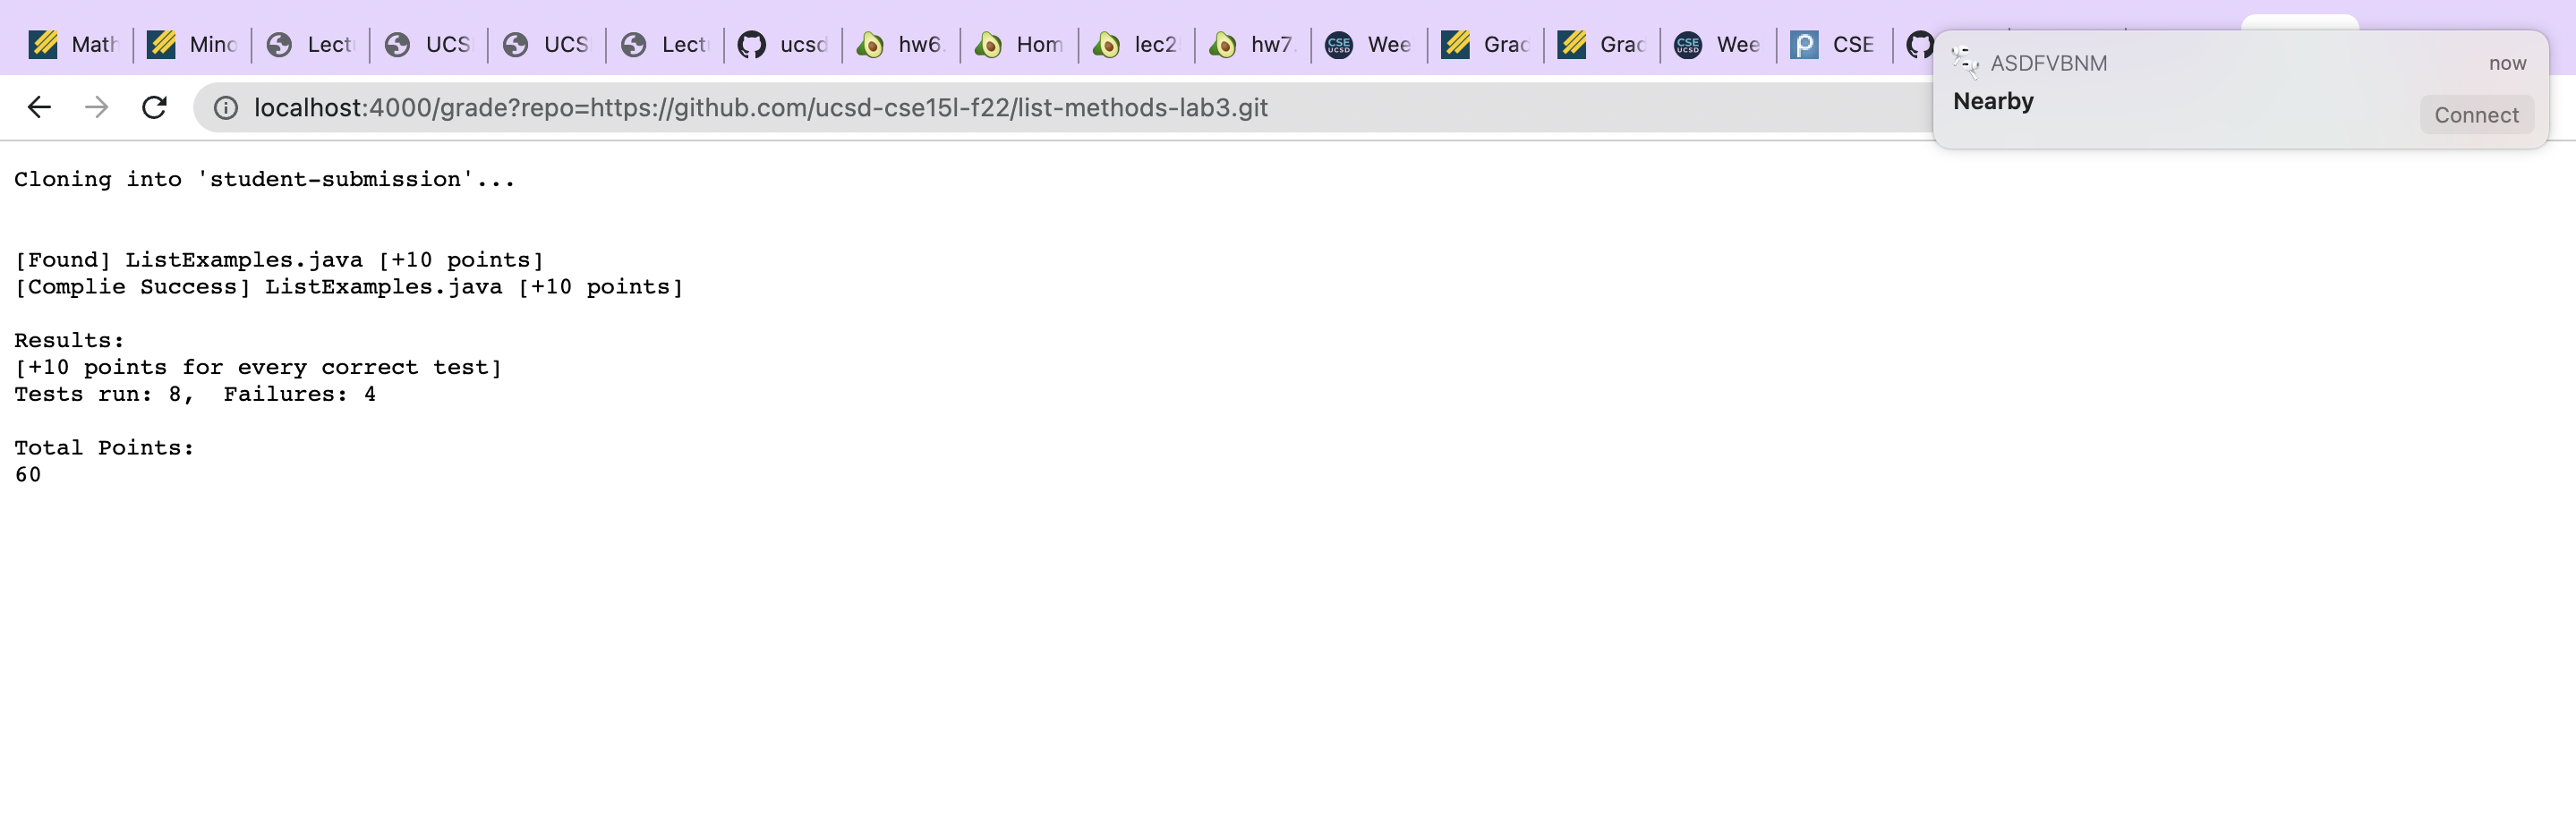 Math Mino Lect UCS UCS Lect ucsd hw6. Hom lec2 hw7. Wee Grac Grac Wee CSE
ASDFVBNM now
Nearby
Connect
localhost:4000/grade?repo=https://github.com/ucsd-cse15l-f22/list-methods-lab3.git
Cloning into 'student-submission'...
[Found] ListExamples.java [+10 points]
[Complie Success] ListExamples.java [+10 points]
Results:
[+10 points for every correct test]
Tests run: 8,  Failures: 4
Total Points:
60